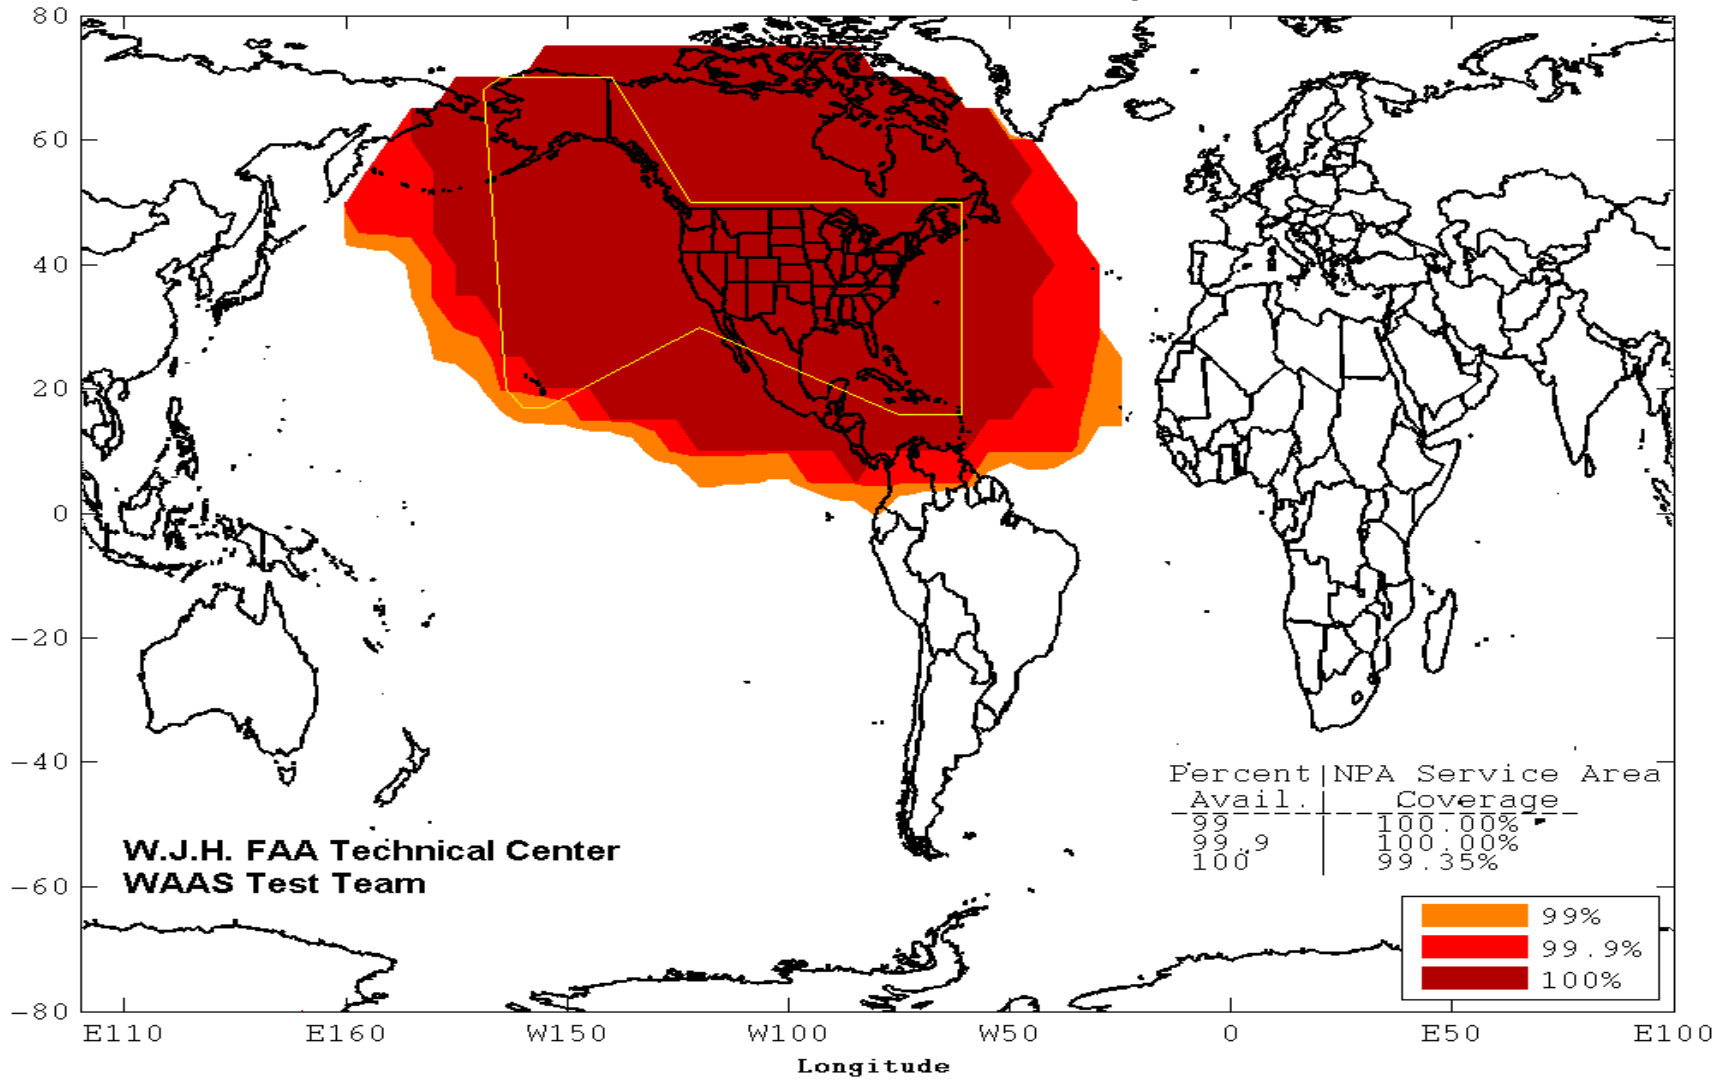 80
60
40
20
0
−20
−40
−60
−80
Percent|NPA Service Area
Avail.| Coverage
99 | 100.00%
99.9 | 100.00%
100 | 99.35%
W.J.H. FAA Technical Center
WAAS Test Team
99%
99.9%
100%
E110 E160 W150 W100 W50 0 E50 E100
Longitude